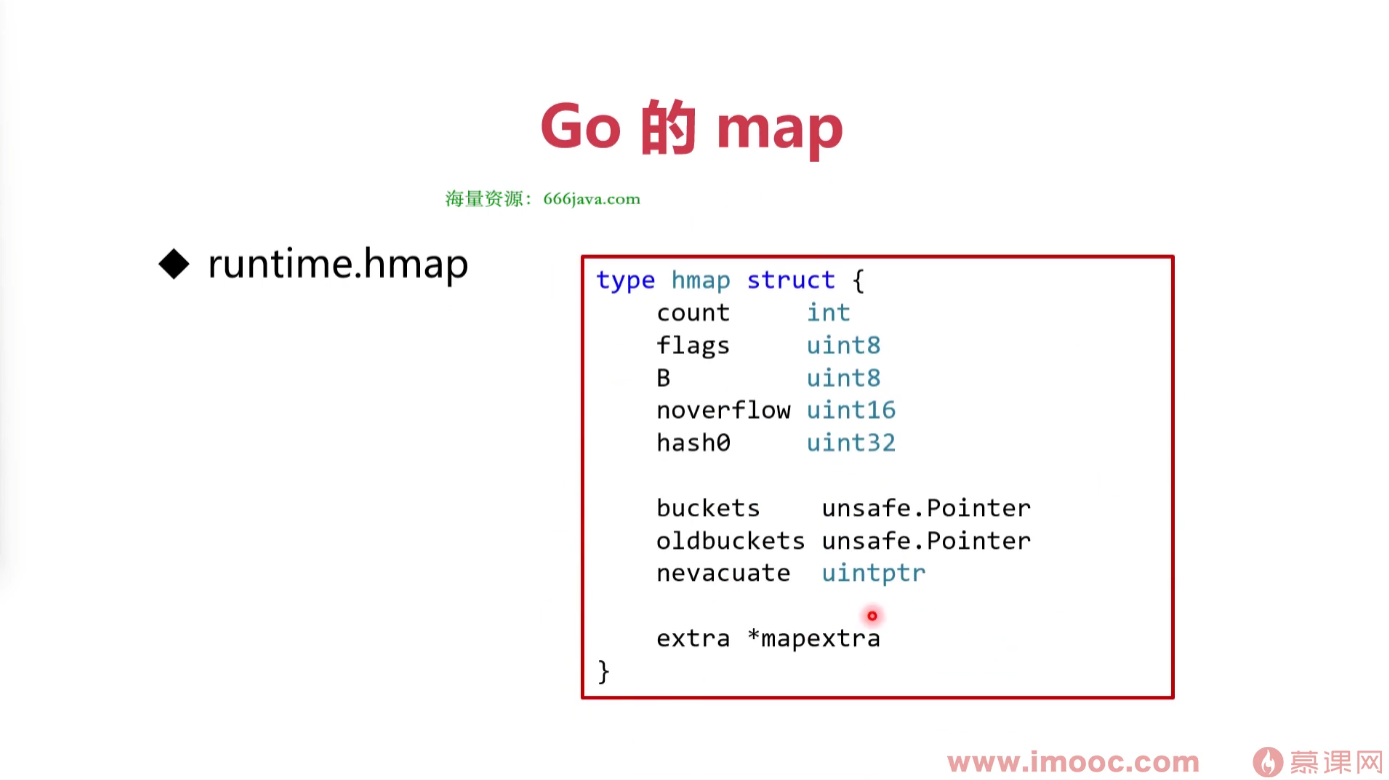 Go 的 map
海量资源：666java.com
◆ runtime.hmap
type hmap struct {
    count     int
    flags     uint8
    B         uint8
    noverflow uint16
    hash0     uint32
    buckets    unsafe.Pointer
    oldbuckets unsafe.Pointer
    nevacuate  uintptr
    extra *mapextra
}
www.imooc.com 慕课网